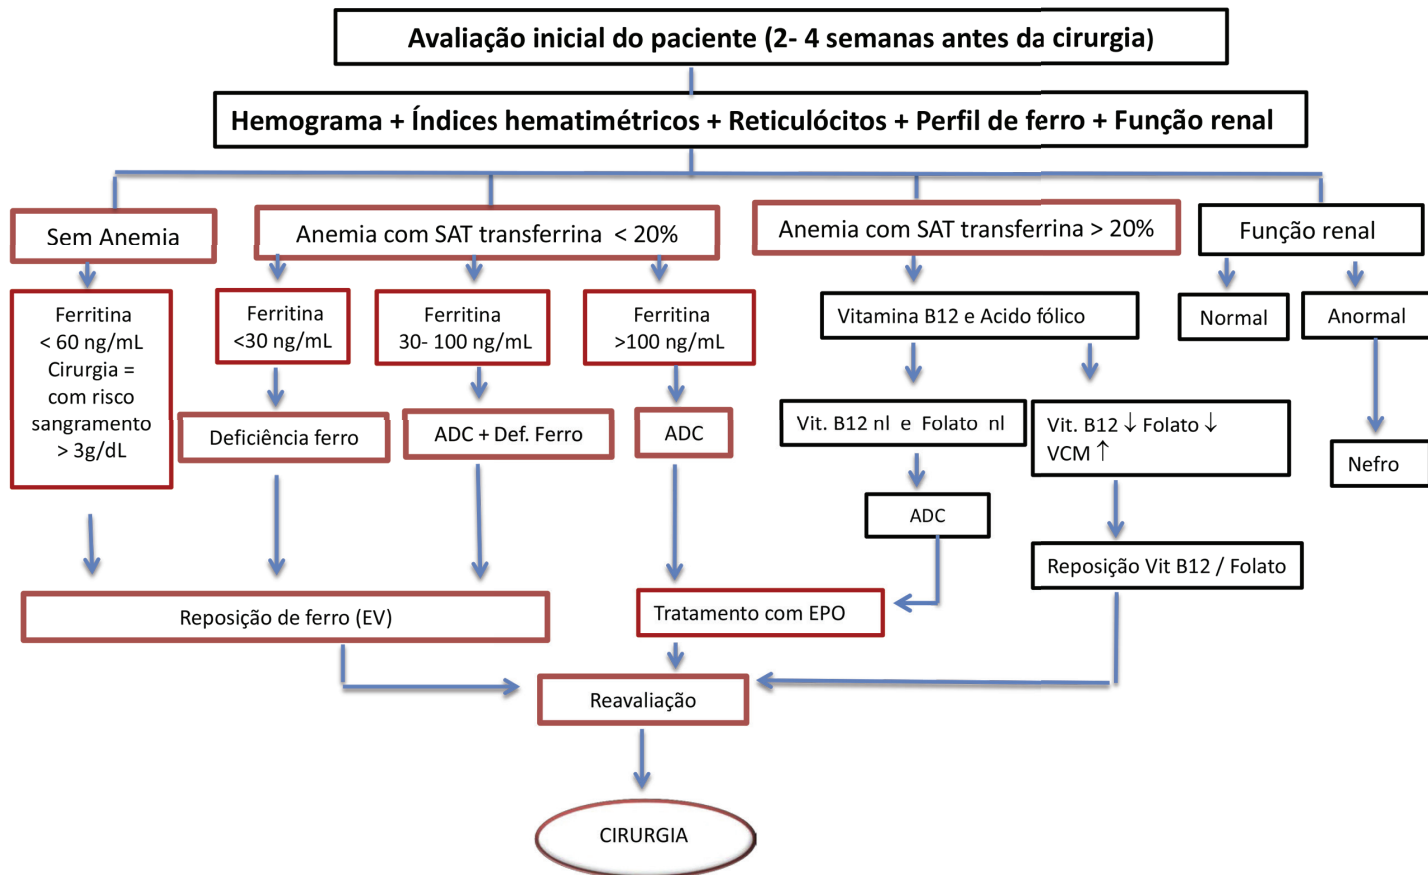 Avaliação inicial do paciente (2- 4 semanas antes da cirurgia)
Hemograma + Índices hematimétricos + Reticulócitos + Perfil de ferro + Função renal
Sem Anemia
Anemia com SAT transferrina < 20%
Anemia com SAT transferrina > 20%
Função renal
Ferritina
< 60 ng/mL
Cirurgia =
com risco
sangramento
> 3g/dL
Ferritina
<30 ng/mL
Ferritina
30- 100 ng/mL
Ferritina
>100 ng/mL
Vitamina B12 e Acido fólico
Normal
Anormal
Deficiência ferro
ADC + Def. Ferro
ADC
Vit. B12 nl e Folato nl
Vit. B12 ↓ Folato ↓
VCM ↑
Nefro
ADC
Reposição Vit B12 / Folato
Reposição de ferro (EV)
Tratamento com EPO
Reavaliação
CIRURGIA